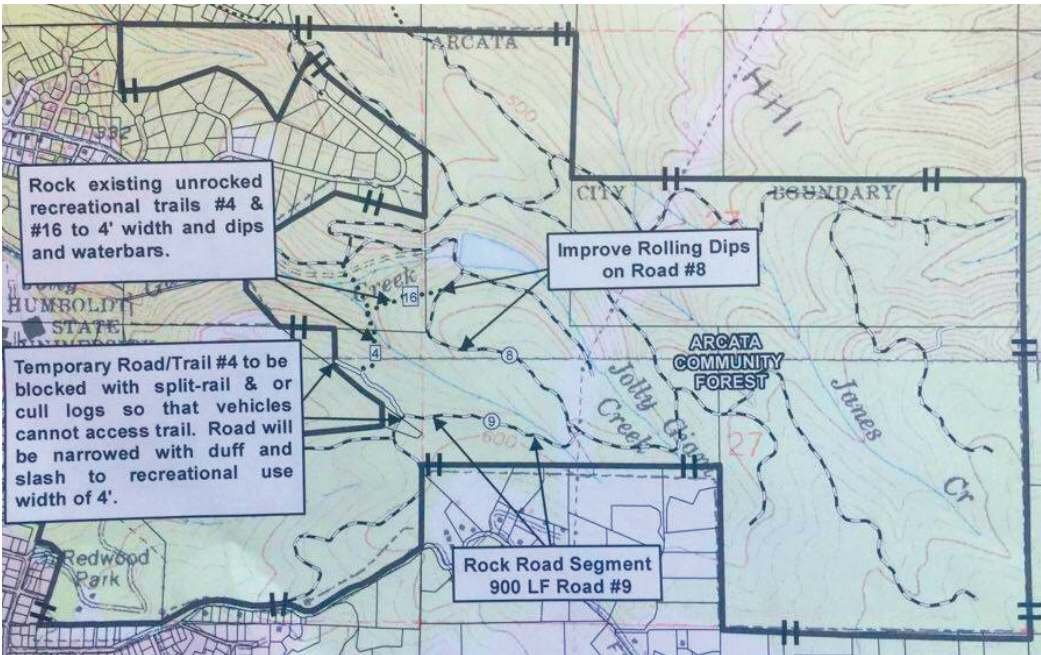 ARCATA
500
332
Rock existing unrocked
recreational trails #4 &
#16 to 4' width and dips
and waterbars.
CITY BOUNDARY
27
Improve Rolling Dips
on Road #8
Creek
16
HUMBOLDT
STATE
4
8
ARCATA
COMMUNITY
FOREST
Temporary Road/Trail #4 to be
blocked with split-rail & or
cull logs so that vehicles
cannot access trail. Road will
be narrowed with duff and
slash to recreational use
width of 4'.
9
600
Jolly Giant
Creek
Janes
Cr
27
Redwood
Park
Rock Road Segment
900 LF Road #9